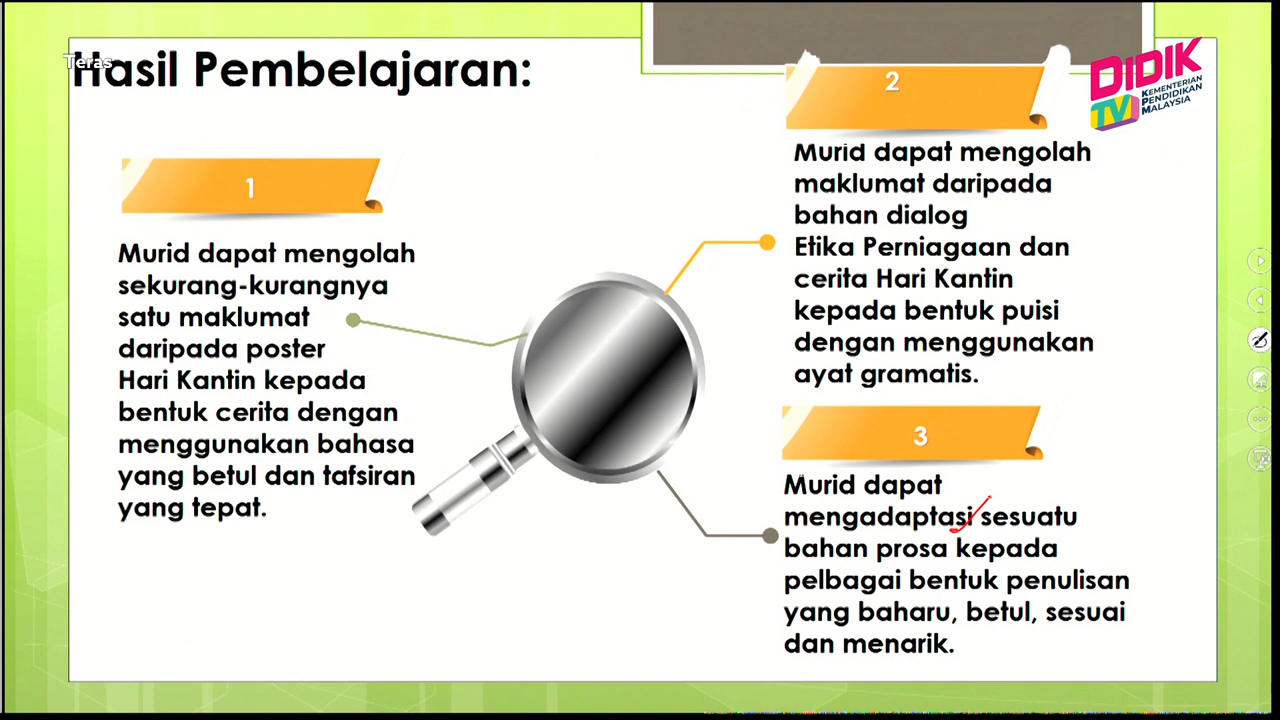 Teras
Hasil Pembelajaran:
1
Murid dapat mengolah
sekurang-kurangnya
satu maklumat
daripada poster
Hari Kantin kepada
bentuk cerita dengan
menggunakan bahasa
yang betul dan tafsiran
yang tepat.
2
Murid dapat mengolah
maklumat daripada
bahan dialog
Etika Perniagaan dan
cerita Hari Kantin
kepada bentuk puisi
dengan menggunakan
ayat gramatis.
3
Murid dapat
mengadaptasi sesuatu
bahan prosa kepada
pelbagai bentuk penulisan
yang baharu, betul, sesuai
dan menarik.
DIDIK
TV
KEMENTERIAN
PENDIDIKAN
MALAYSIA